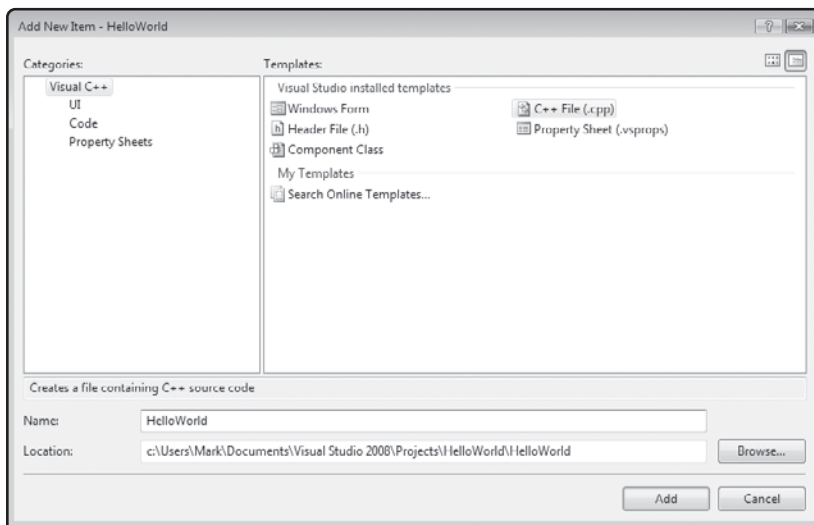 Add New Item - HelloWorld
Categories:
Templates:
Visual C++
UI
Code
Property Sheets
Visual Studio installed templates
Windows Form
C++ File (.cpp)
Header File (.h)
Property Sheet (.vsprops)
Component Class
My Templates
Search Online Templates...
Creates a file containing C++ source code
Name:
HelloWorld
Location:
c:\Users\Mark\Documents\Visual Studio 2008\Projects\HelloWorld\HelloWorld
Browse...
Add
Cancel